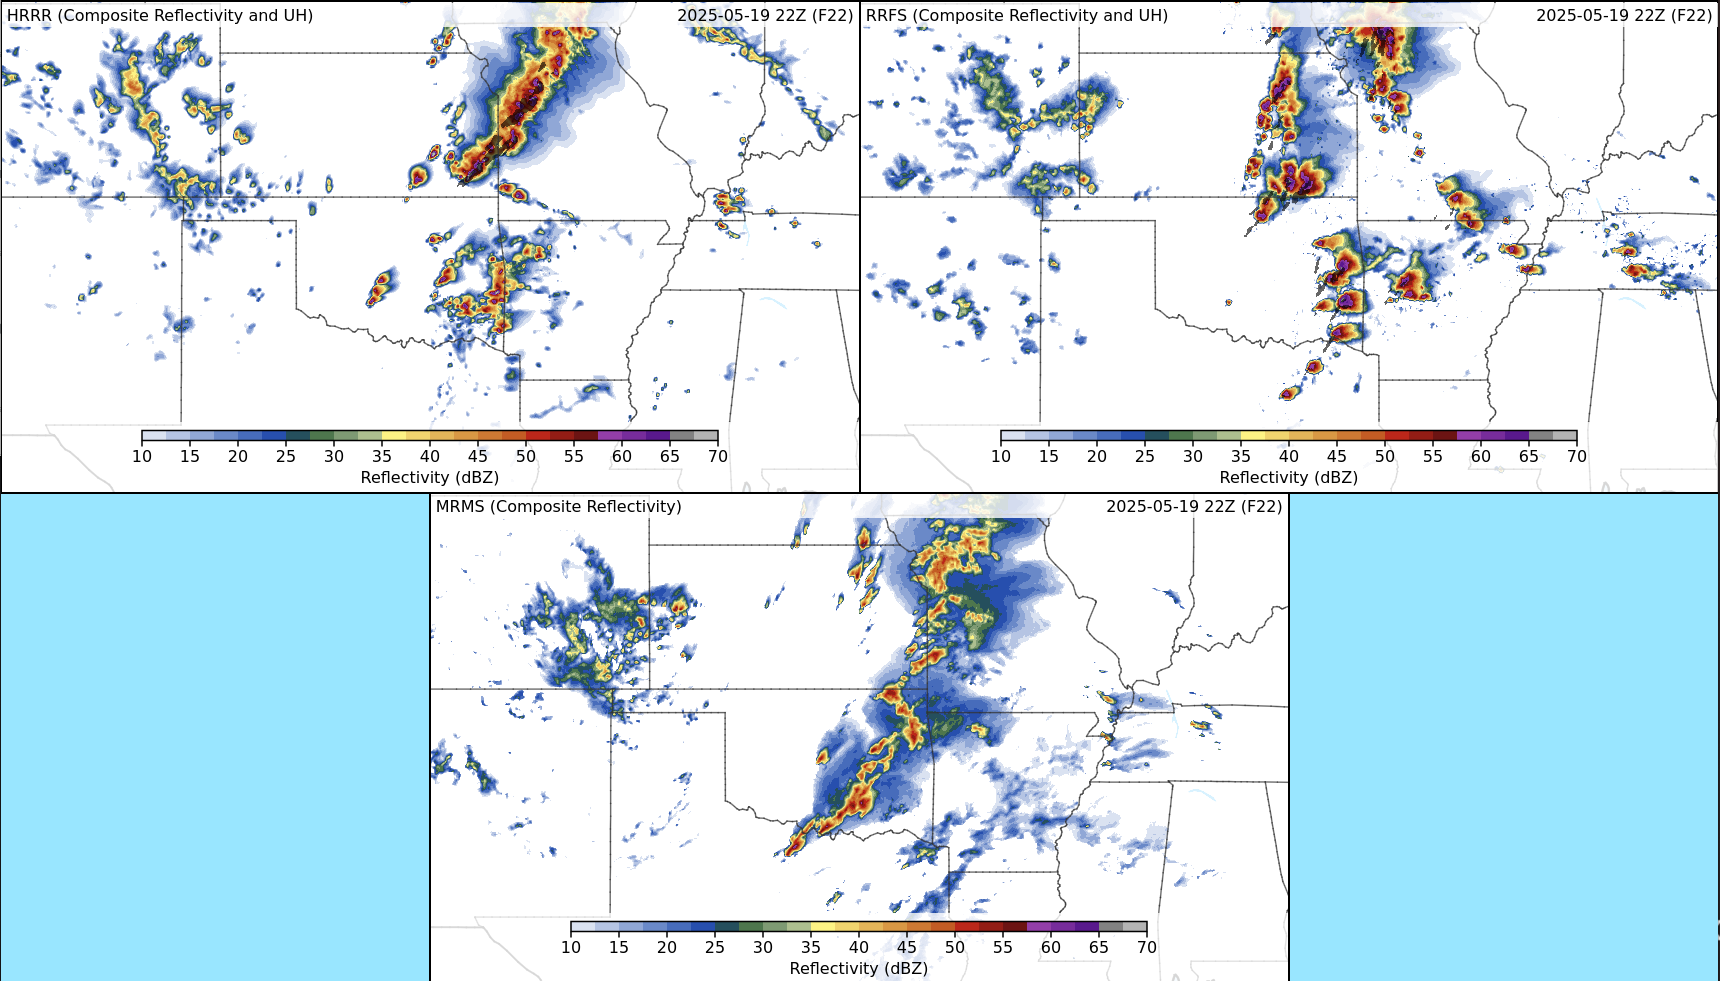 HRRR (Composite Reflectivity and UH) 2025-05-19 22Z (F22)
RRFS (Composite Reflectivity and UH) 2025-05-19 22Z (F22)
10 15 20 25 30 35 40 45 50 55 60 65 70
Reflectivity (dBZ)
10 15 20 25 30 35 40 45 50 55 60 65 70
Reflectivity (dBZ)
MRMS (Composite Reflectivity) 2025-05-19 22Z (F22)
10 15 20 25 30 35 40 45 50 55 60 65 70
Reflectivity (dBZ)